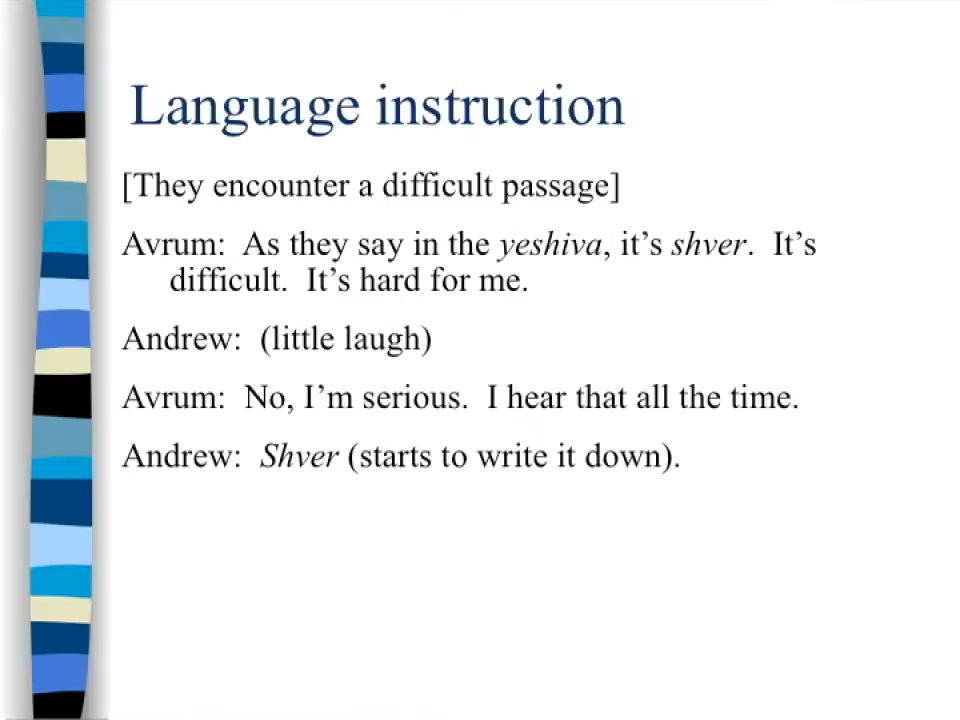 Language instruction
[They encounter a difficult passage]
Avrum:  As they say in the yeshiva, it’s shver.  It’s
difficult.  It’s hard for me.
Andrew:  (little laugh)
Avrum:  No, I’m serious.  I hear that all the time.
Andrew:  Shver (starts to write it down).